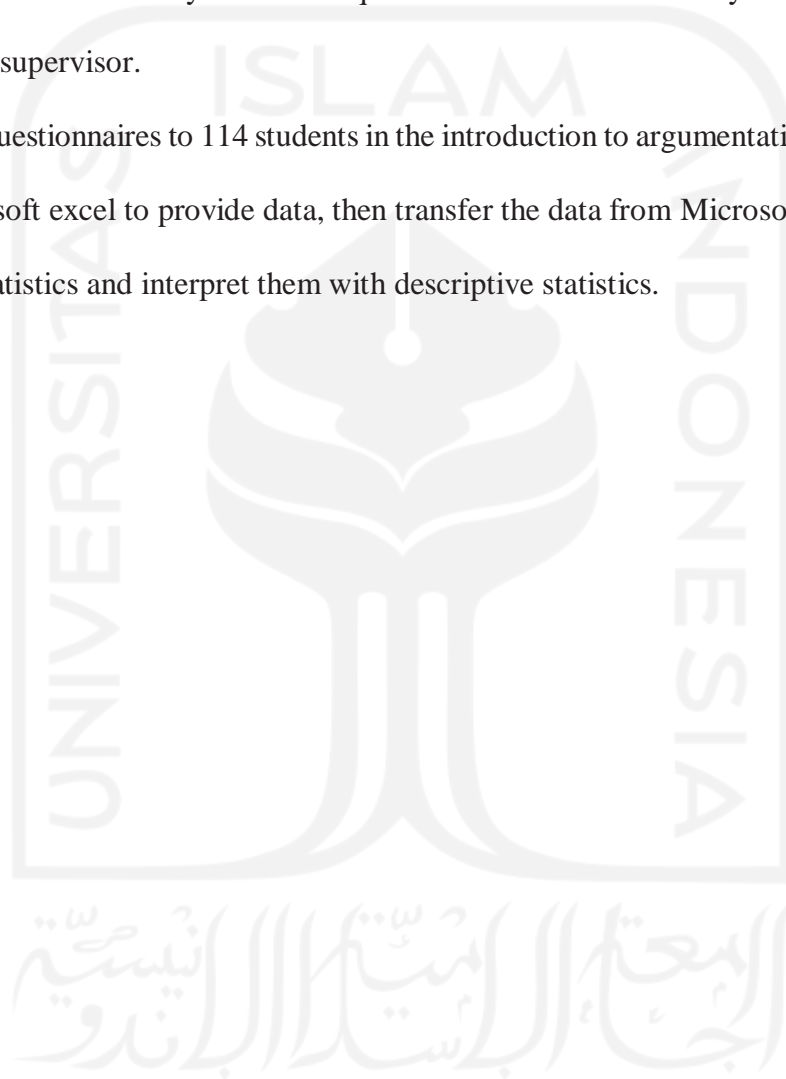 supervisor.
uestionnaires to 114 students in the introduction to argumentati
soft excel to provide data, then transfer the data from Microso
atistics and interpret them with descriptive statistics.
ISLAM
UNIVERSITAS
INDONESIA